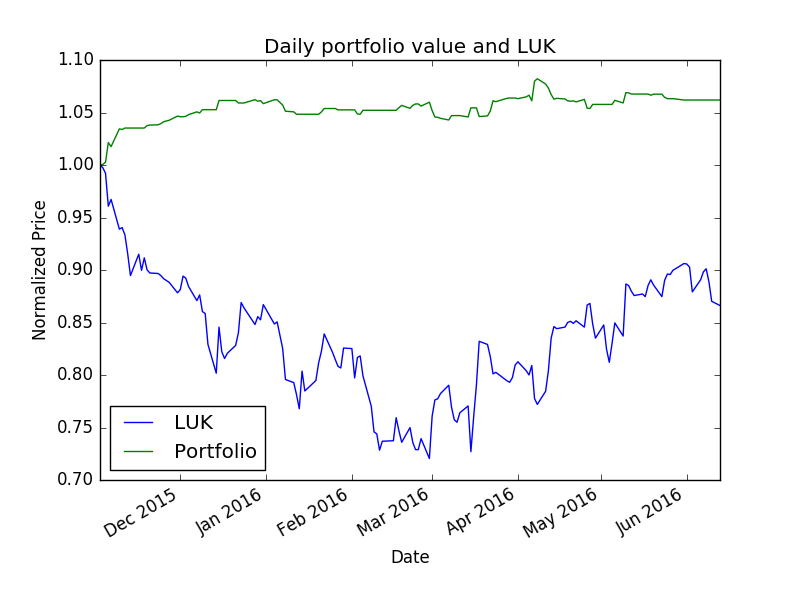 Daily portfolio value and LUK
1.10
1.05
1.00
0.95
0.90
0.85
0.80
0.75
0.70
Normalized Price
LUK
Portfolio
Dec 2015
Jan 2016
Feb 2016
Mar 2016
Apr 2016
May 2016
Jun 2016
Date